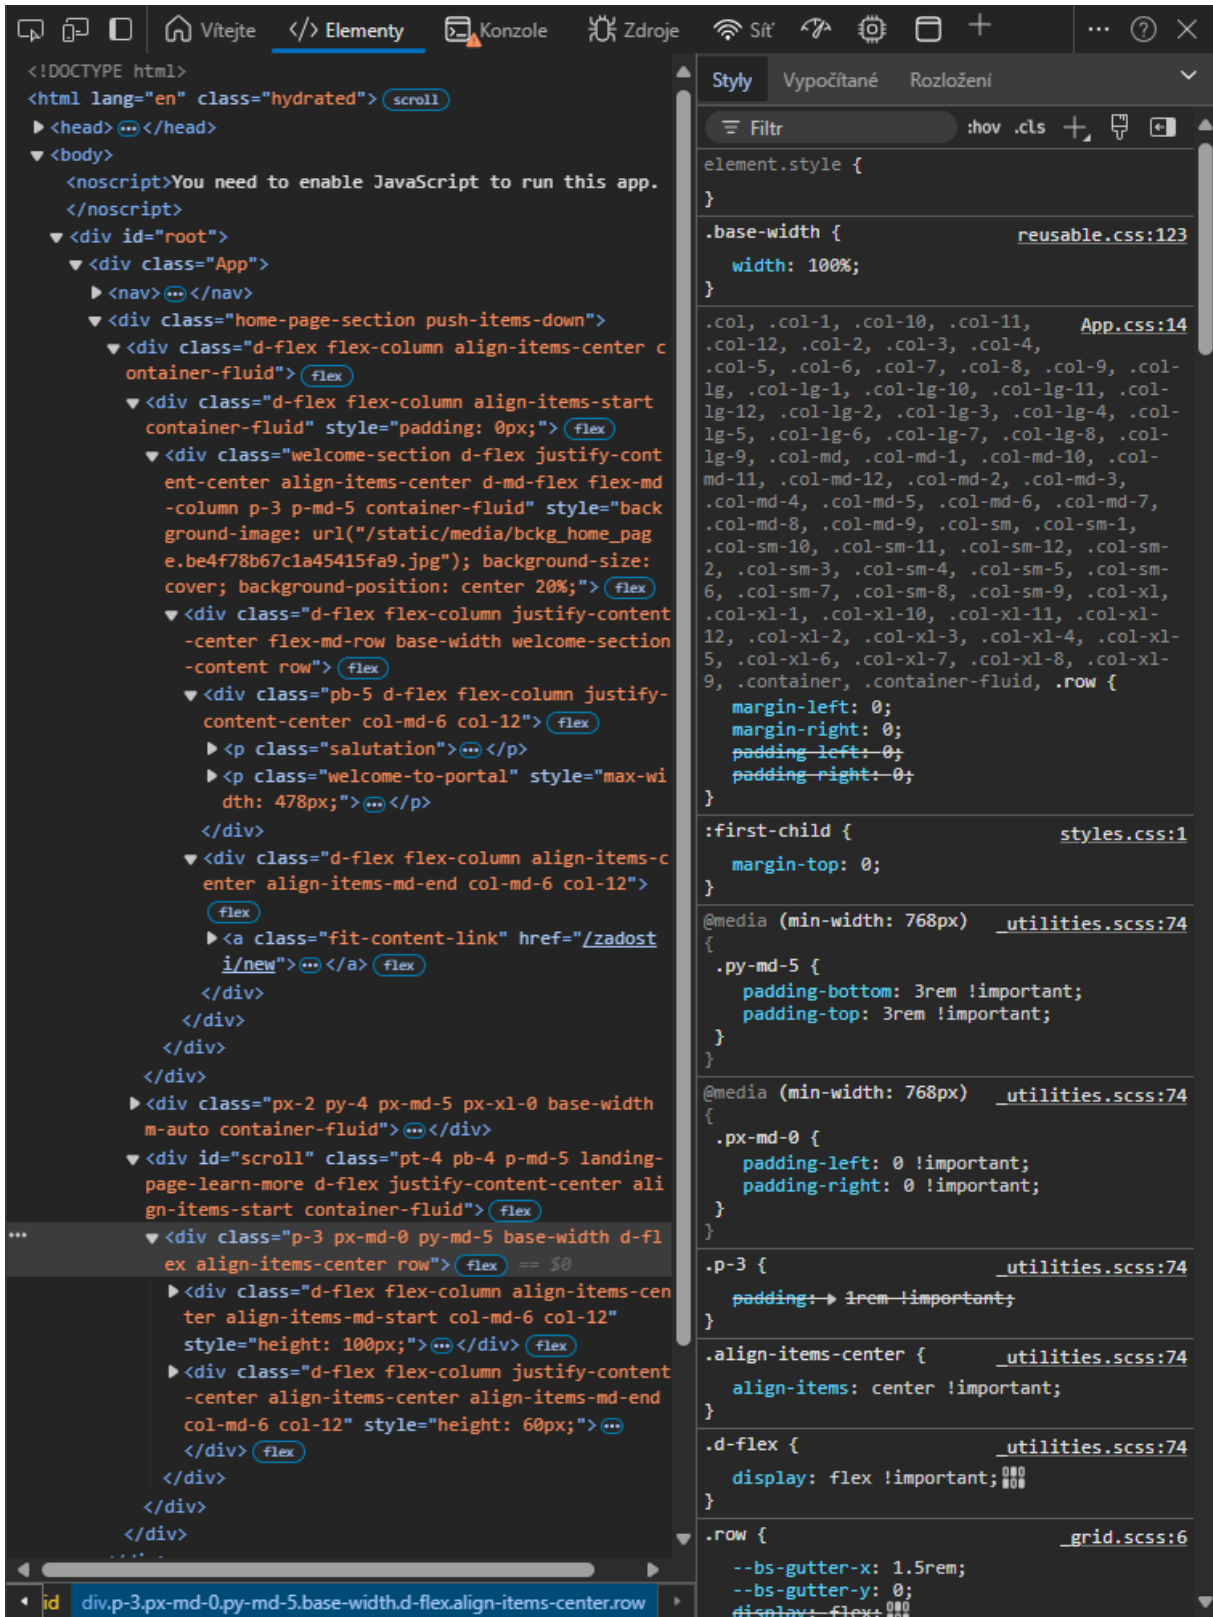 Vítejte </> Elementy Konzole Zdroje Síť
<!DOCTYPE html>
<html lang="en" class="hydrated"> scroll
<head> ••• </head>
<body>
<noscript>You need to enable JavaScript to run this app.
</noscript>
<div id="root">
<div class="App">
<nav> ••• </nav>
<div class="home-page-section push-items-down">
<div class="d-flex flex-column align-items-center c
ontainer-fluid"> flex
<div class="d-flex flex-column align-items-start
container-fluid" style="padding: 0px;"> flex
<div class="welcome-section d-flex justify-cont
ent-center align-items-center d-md-flex flex-md
-column p-3 p-md-5 container-fluid" style="back
ground-image: url("/static/media/bckg_home_pag
e.be4f78b67c1a45415fa9.jpg"); background-size:
cover; background-position: center 20%;"> flex
<div class="d-flex flex-column justify-content
-center flex-md-row base-width welcome-section
-content row"> flex
<div class="pb-5 d-flex flex-column justify-
content-center col-md-6 col-12"> flex
<p class="salutation"> ••• </p>
<p class="welcome-to-portal" style="max-wi
dth: 478px;"> ••• </p>
</div>
<div class="d-flex flex-column align-items-c
enter align-items-md-end col-md-6 col-12">
flex
<a class="fit-content-link" href="/zadost
i/new"> ••• </a> flex
</div>
</div>
</div>
</div>
<div class="px-2 py-4 px-md-5 px-xl-0 base-width
m-auto container-fluid"> ••• </div>
<div id="scroll" class="pt-4 pb-4 p-md-5 landing-
page-learn-more d-flex justify-content-center ali
gn-items-start container-fluid"> flex
<div class="p-3 px-md-0 py-md-5 base-width d-fl
ex align-items-center row"> flex == $0
<div class="d-flex flex-column align-items-cen
ter align-items-md-start col-md-6 col-12"
style="height: 100px;"> ••• </div> flex
<div class="d-flex flex-column justify-content
-center align-items-center align-items-md-end
col-md-6 col-12" style="height: 60px;"> •••
</div> flex
</div>
</div>
</div>
id div.p-3.px-md-0.py-md-5.base-width.d-flex.align-items-center.row
Styly Vypočítané Rozložení
Filtr :hov .cls
element.style {
}
.base-width { reusable.css:123
width: 100%;
}
.col, .col-1, .col-10, .col-11, App.css:14
.col-12, .col-2, .col-3, .col-4,
.col-5, .col-6, .col-7, .col-8, .col-9, .col-
lg, .col-lg-1, .col-lg-10, .col-lg-11, .col-
lg-12, .col-lg-2, .col-lg-3, .col-lg-4, .col-
lg-5, .col-lg-6, .col-lg-7, .col-lg-8, .col-
lg-9, .col-md, .col-md-1, .col-md-10, .col-
md-11, .col-md-12, .col-md-2, .col-md-3,
.col-md-4, .col-md-5, .col-md-6, .col-md-7,
.col-md-8, .col-md-9, .col-sm, .col-sm-1,
.col-sm-10, .col-sm-11, .col-sm-12, .col-sm-
2, .col-sm-3, .col-sm-4, .col-sm-5, .col-sm-
6, .col-sm-7, .col-sm-8, .col-sm-9, .col-xl,
.col-xl-1, .col-xl-10, .col-xl-11, .col-xl-
12, .col-xl-2, .col-xl-3, .col-xl-4, .col-xl-
5, .col-xl-6, .col-xl-7, .col-xl-8, .col-xl-
9, .container, .container-fluid, .row {
margin-left: 0;
margin-right: 0;
padding-left: 0;
padding-right: 0;
}
:first-child { styles.css:1
margin-top: 0;
}
@media (min-width: 768px) _utilities.scss:74
{
.py-md-5 {
padding-bottom: 3rem !important;
padding-top: 3rem !important;
}
}
@media (min-width: 768px) _utilities.scss:74
{
.px-md-0 {
padding-left: 0 !important;
padding-right: 0 !important;
}
}
.p-3 { _utilities.scss:74
padding: 1rem !important;
}
.align-items-center { _utilities.scss:74
align-items: center !important;
}
.d-flex { _utilities.scss:74
display: flex !important;
}
.row { _grid.scss:6
--bs-gutter-x: 1.5rem;
--bs-gutter-y: 0;
display: flex;